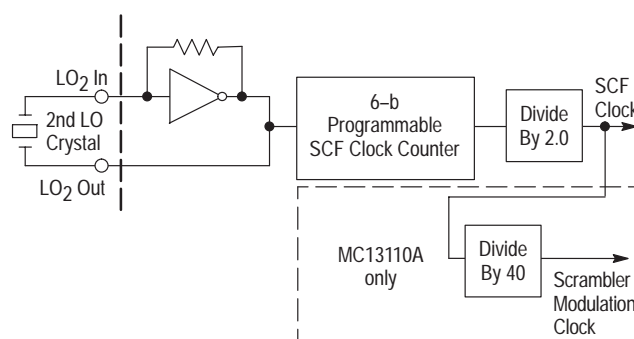 LO2 In
2nd LO
Crystal
LO2 Out
6–b
Programmable
SCF Clock Counter
Divide
By 2.0
SCF
Clock
MC13110A
only
Divide
By 40
Scrambler
Modulation
Clock